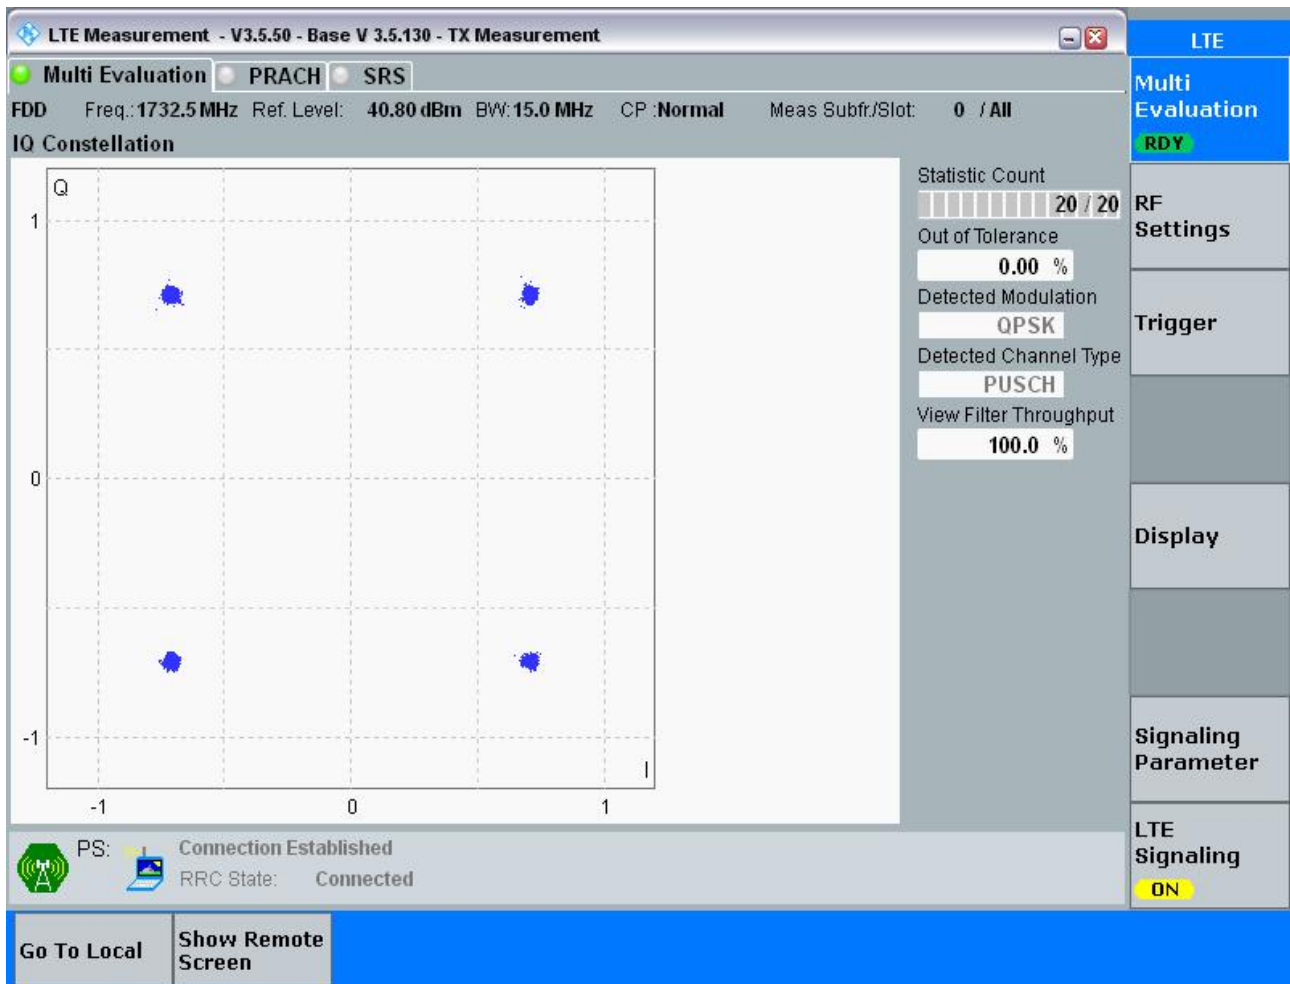 LTE Measurement - V3.5.50 - Base V 3.5.130 - TX Measurement
LTE
Multi Evaluation PRACH SRS
FDD Freq.:1732.5 MHz Ref. Level: 40.80 dBm BW:15.0 MHz CP :Normal Meas Subfr./Slot: 0 / All
IQ Constellation
Q
1
0
-1
I
-1 0 1
Statistic Count
20 / 20
Out of Tolerance
0.00 %
Detected Modulation
QPSK
Detected Channel Type
PUSCH
View Filter Throughput
100.0 %
Multi
Evaluation
RDY
RF
Settings
Trigger
Display
Signaling
Parameter
LTE
Signaling
ON
PS: Connection Established
RRC State: Connected
Go To Local
Show Remote
Screen